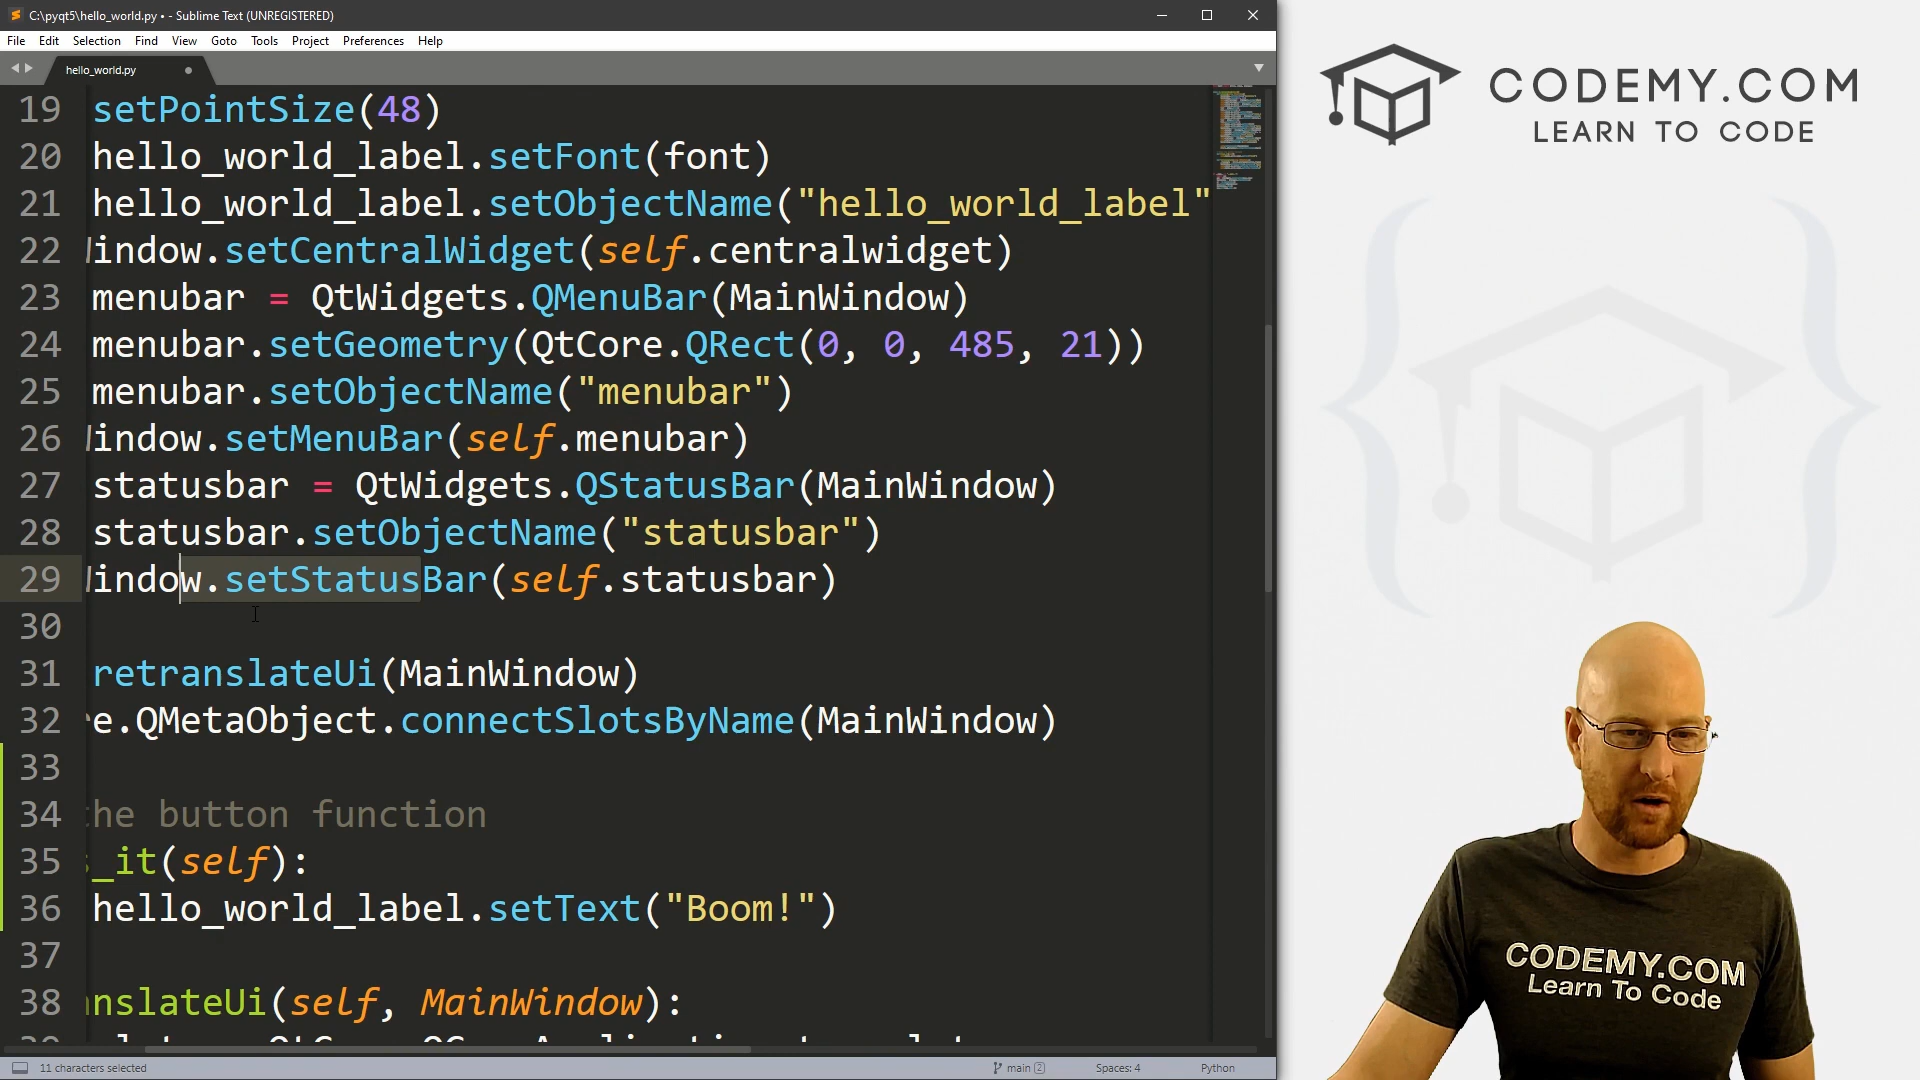 C:\pyqt5\hello_world.py • - Sublime Text (UNREGISTERED)
File Edit Selection Find View Goto Tools Project Preferences Help
hello_world.py
19 setPointSize(48)
20 hello_world_label.setFont(font)
21 hello_world_label.setObjectName("hello_world_label"
22 indow.setCentralWidget(self.centralwidget)
23 menubar = QtWidgets.QMenuBar(MainWindow)
24 menubar.setGeometry(QtCore.QRect(0, 0, 485, 21))
25 menubar.setObjectName("menubar")
26 indow.setMenuBar(self.menubar)
27 statusbar = QtWidgets.QStatusBar(MainWindow)
28 statusbar.setObjectName("statusbar")
29 indow.setStatusBar(self.statusbar)
30
31 retranslateUi(MainWindow)
32 e.QMetaObject.connectSlotsByName(MainWindow)
33
34 the button function
35 s_it(self):
36 hello_world_label.setText("Boom!")
37
38 nslateUi(self, MainWindow):
11 characters selected
main 2
Spaces: 4
Python
CODEMY.COM
LEARN TO CODE
CODEMY.COM
Learn To Code